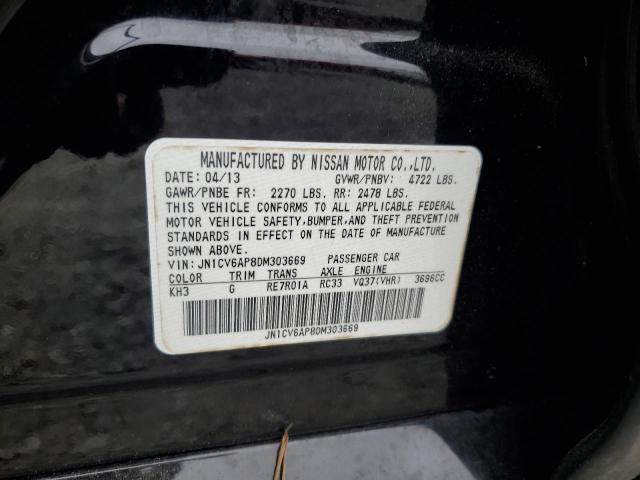 MANUFACTURED BY NISSAN MOTOR CO.,LTD.
DATE: 04/13 GVWR/PNBV: 4722 LBS.
GAWR/PNBE FR: 2270 LBS. RR: 2478 LBS.
THIS VEHICLE CONFORMS TO ALL APPLICABLE FEDERAL
MOTOR VEHICLE SAFETY,BUMPER,AND THEFT PREVENTION
STANDARDS IN EFFECT ON THE DATE OF MANUFACTURE
SHOWN ABOVE.
VIN: JN1CV6AP8DM303669 PASSENGER CAR
COLOR TRIM TRANS AXLE ENGINE
KH3 G RE7R01A RC33 VQ37(VHR) 3696CC
JN1CV6AP8DM303669